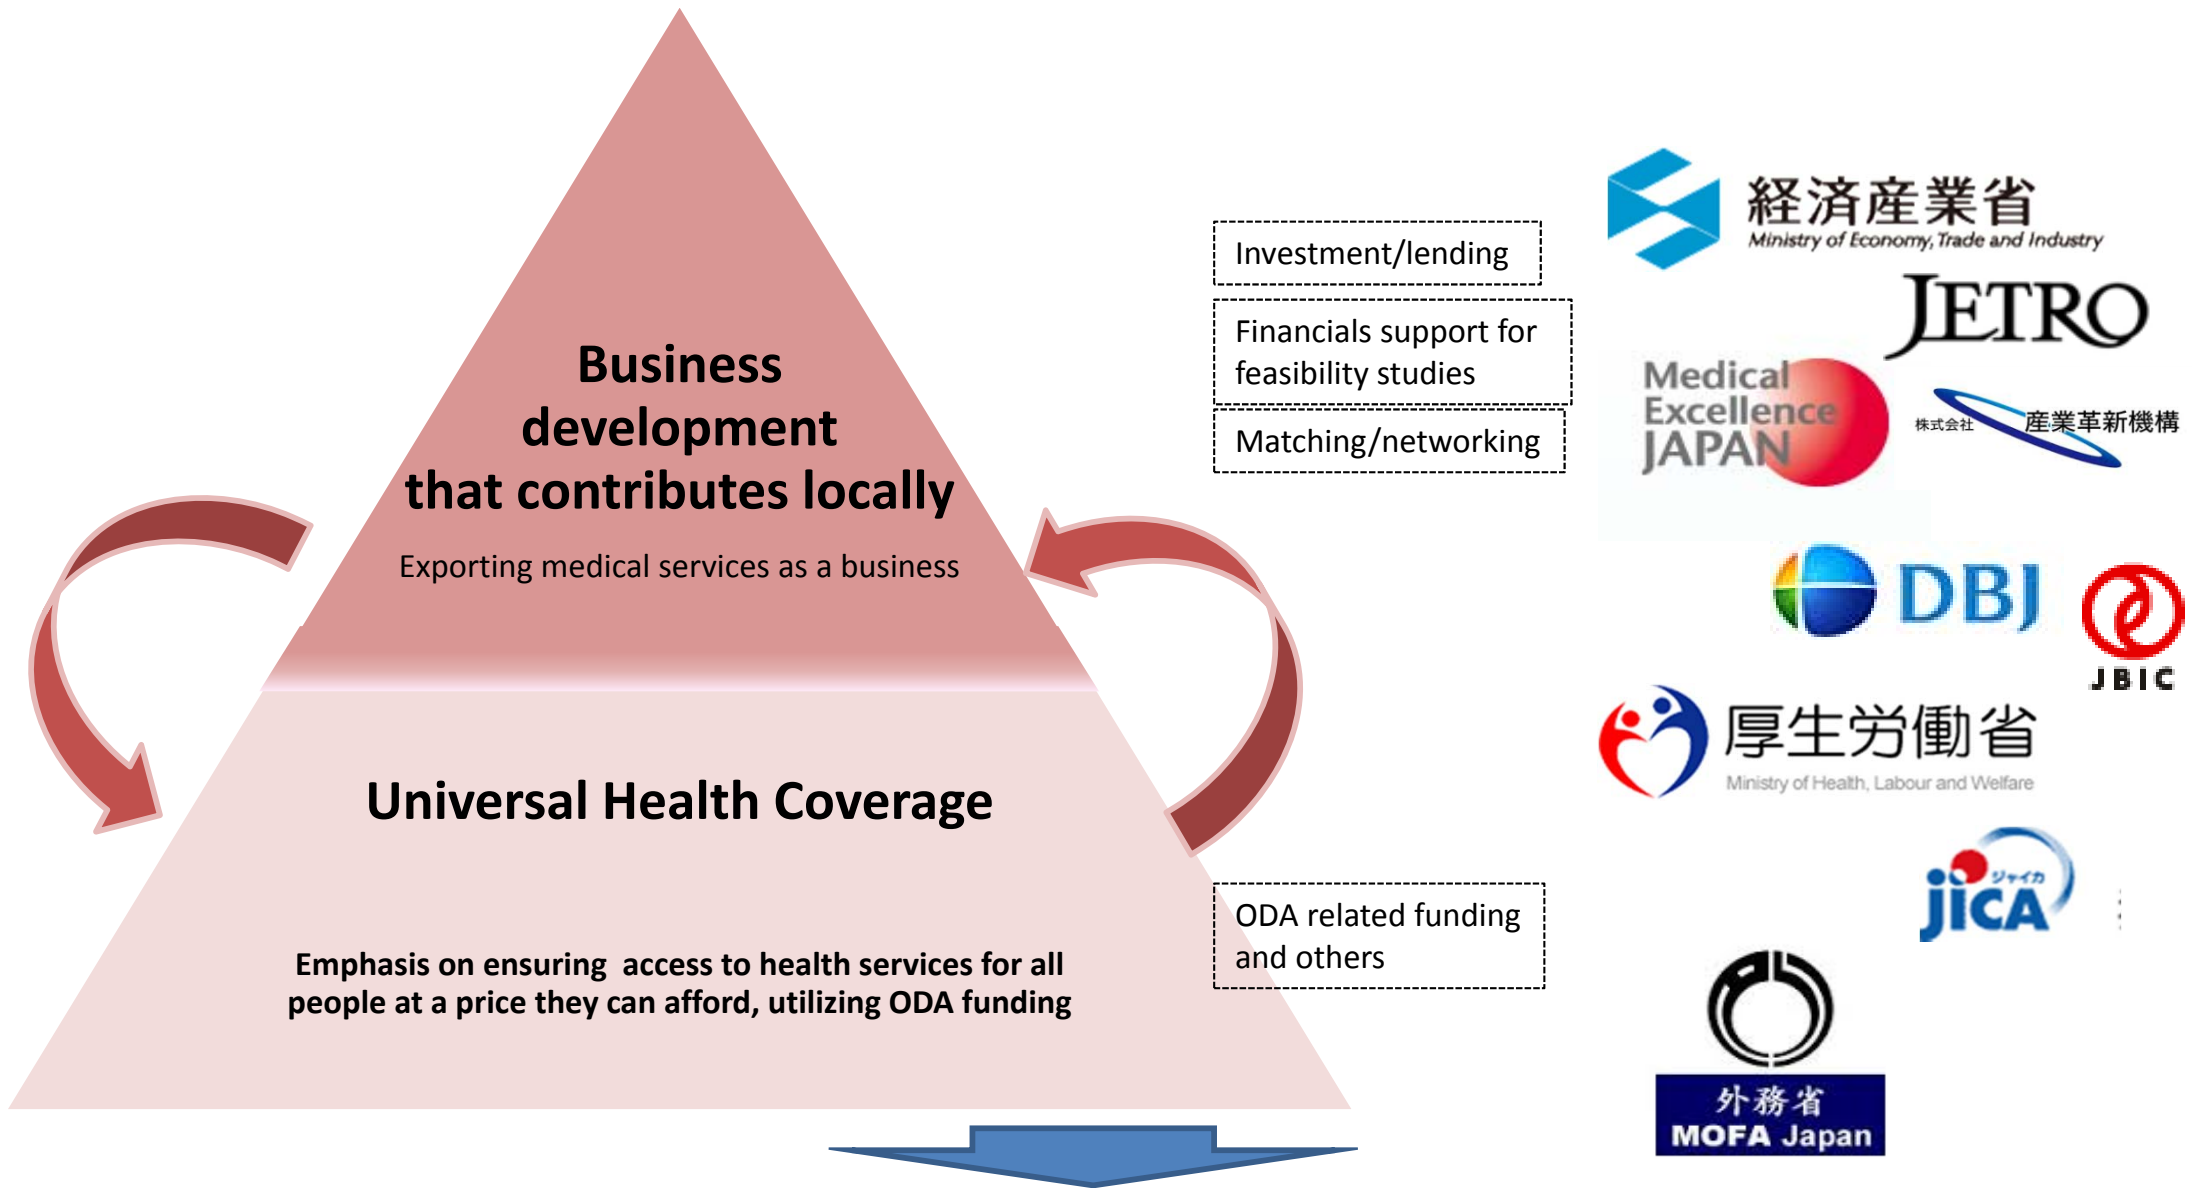 Business
development
that contributes locally
Exporting medical services as a business
Universal Health Coverage
Emphasis on ensuring access to health services for all
people at a price they can afford, utilizing ODA funding
Investment/lending
Financials support for
feasibility studies
Matching/networking
ODA related funding
and others
経済産業省
Ministry of Economy, Trade and Industry
JETRO
Medical
Excellence
JAPAN
株式会社 産業革新機構
DBJ
JBIC
厚生労働省
Ministry of Health, Labour and Welfare
ジャイカ
jICA
外務省
MOFA Japan